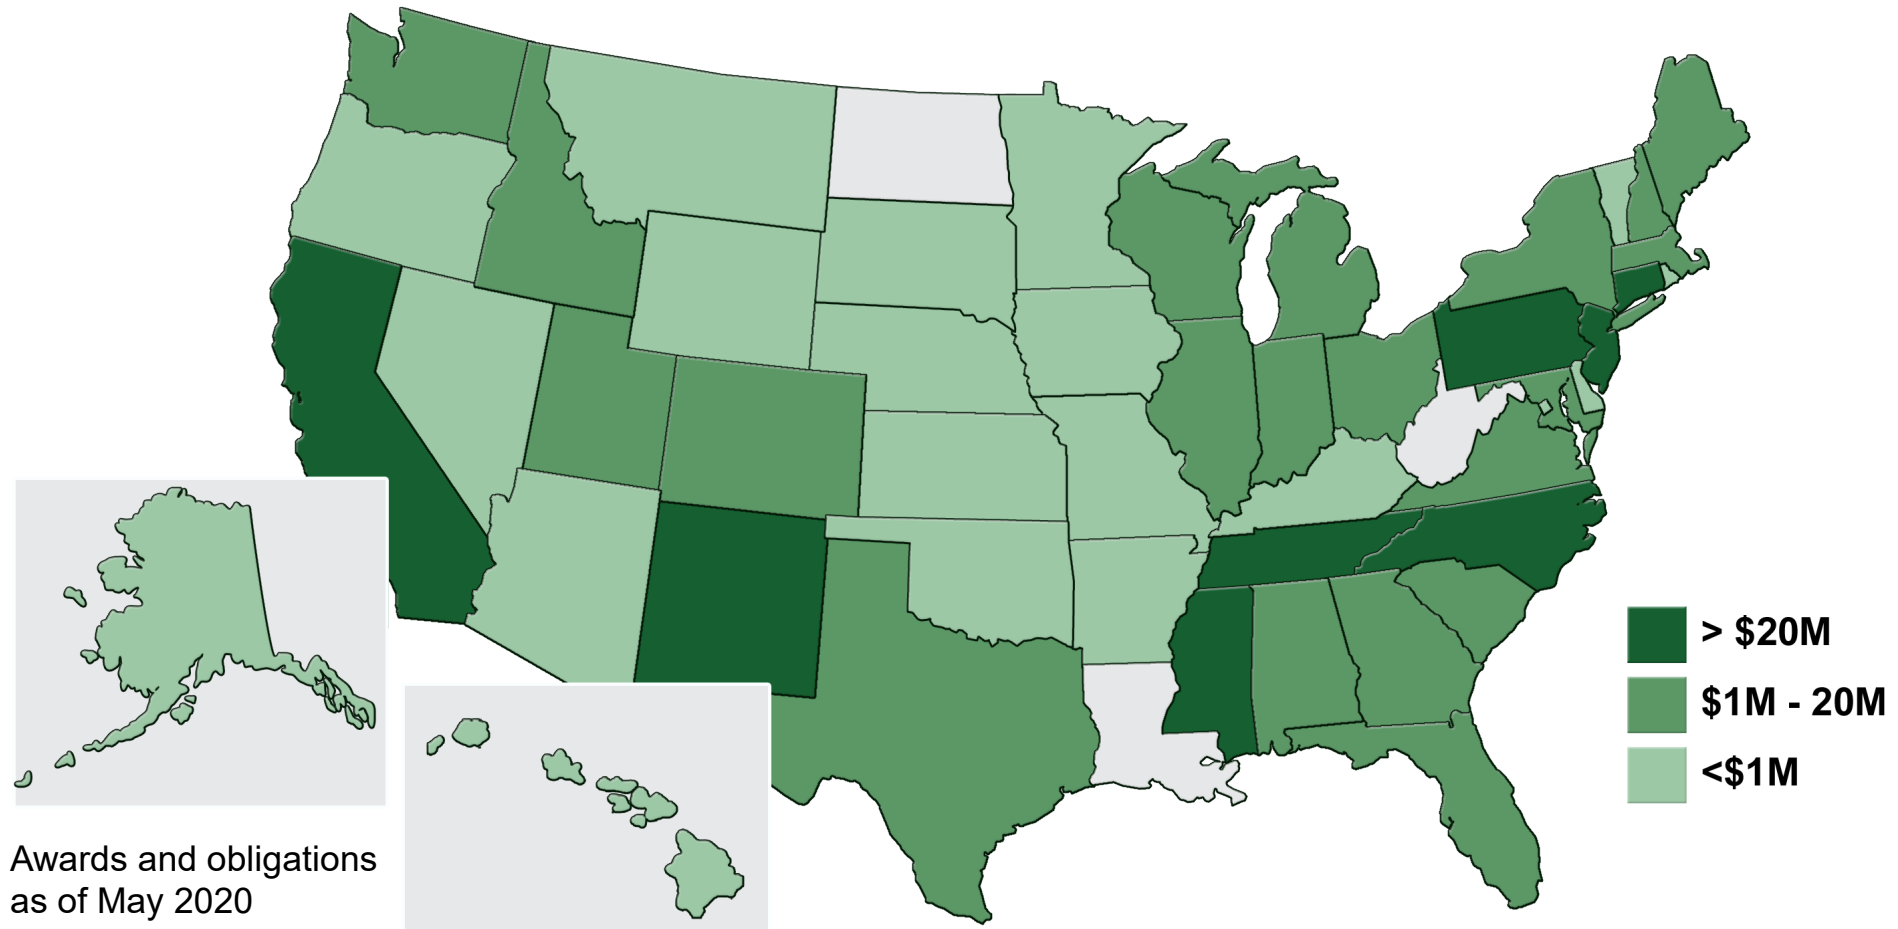 > $20M
$1M - 20M
<$1M
Awards and obligations
as of May 2020